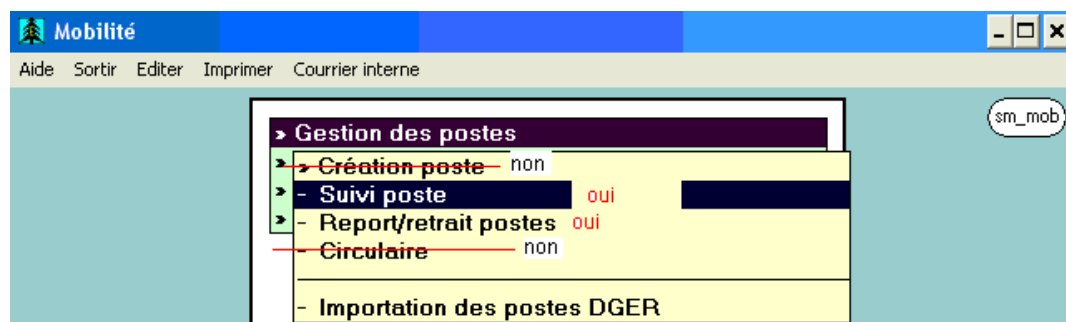 Mobilité
Aide Sortir Editer Imprimer Courrier interne
sm_mob
Gestion des postes
Création poste non
- Suivi poste oui
- Report/retrait postes oui
- Circulaire non
- Importation des postes DGER